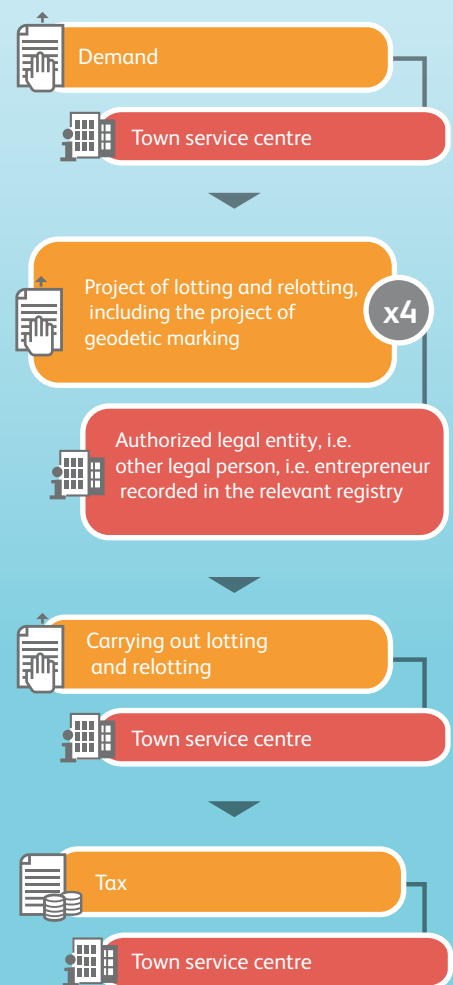 Demand
Town service centre
Project of lotting and relotting,
including the project of
geodetic marking
x4
Authorized legal entity, i.e.
other legal person, i.e. entrepreneur
recorded in the relevant registry
Carrying out lotting
and relotting
Town service centre
Tax
Town service centre